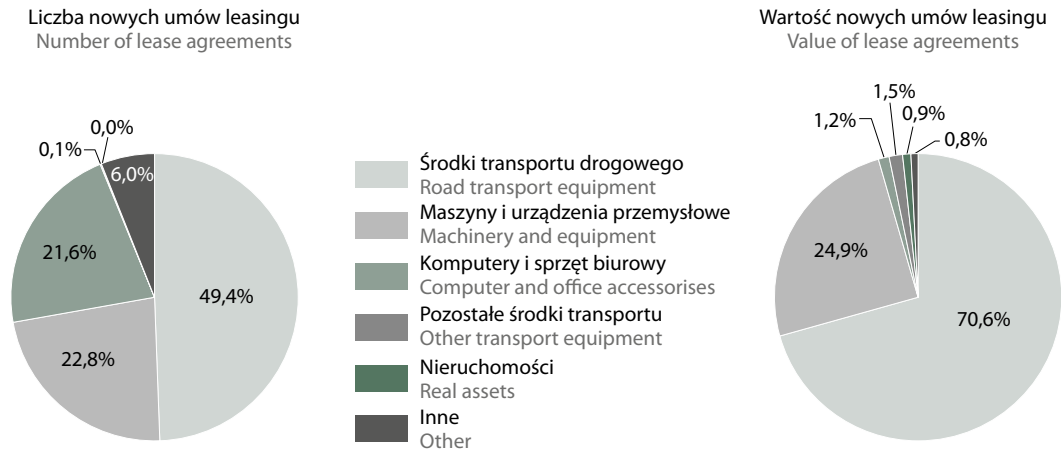 Liczba nowych umów leasingu
Number of lease agreements
0,0%
0,1%
6,0%
21,6%
49,4%
22,8%
Środki transportu drogowego
Road transport equipment
Maszyny i urządzenia przemysłowe
Machinery and equipment
Komputery i sprzęt biurowy
Computer and office accessorises
Pozostałe środki transportu
Other transport equipment
Nieruchomości
Real assets
Inne
Other
Wartość nowych umów leasingu
Value of lease agreements
1,5%
1,2%
0,9%
0,8%
24,9%
70,6%